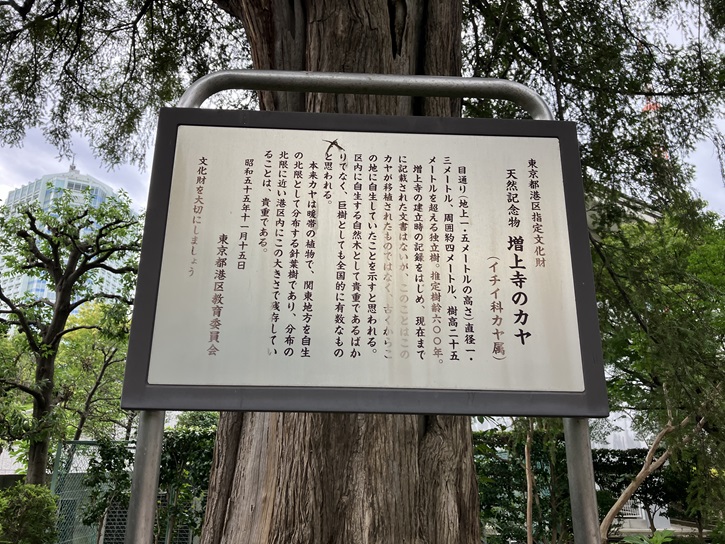 東京都港区指定文化財
天然記念物 増上寺のカヤ
(イチイ科カヤ属)
目通り(地上一・五メートルの高さ)直径一・
三メートル、周囲約四メートル、樹高二十五
メートルを超える独立樹。推定樹齢六〇〇年。
増上寺の建立時の記録をはじめ、現在まで
に記載された文書はないが、このことはこの
カヤが移植されたものではなく、古くからこ
の地に自生していたことを示すと思われる。
区内に自生する自然木として貴重であるばか
りでなく、巨樹としても全国的に有数なもの
と思われる。
本来カヤは暖帯の植物で、関東地方を自生
の北限として分布する針葉樹であり、分布の
北限に近い港区内にこの大きさで残存してい
ることは、貴重である。
昭和五十五年十一月十五日
東京都港区教育委員会
文化財を大切にしましょう